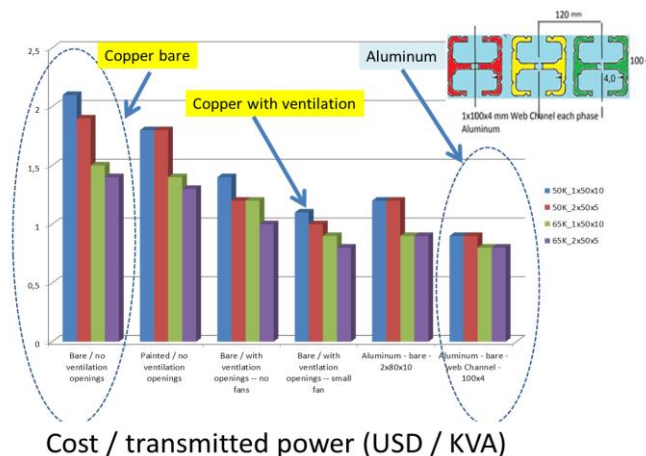 120 mm
2,5
Copper bare
Aluminum
100
4,0
2
Copper with ventilation
1x100x4 mm Web Chanel each phase
Aluminum
1,5
50K_1x50x10
50K_2x50x5
1
65K_1x50x10
65K_2x50x5
0,5
0
Bare / no
ventilation
openings
Painted / no
ventilation
openings
Bare / with
ventilation
openings -- no
fans
Bare / with
ventilation
openings -- small
fan
Aluminum - bare -
2x80x10
Aluminum - bare -
web Channel -
100x4
Cost / transmitted power (USD / KVA)